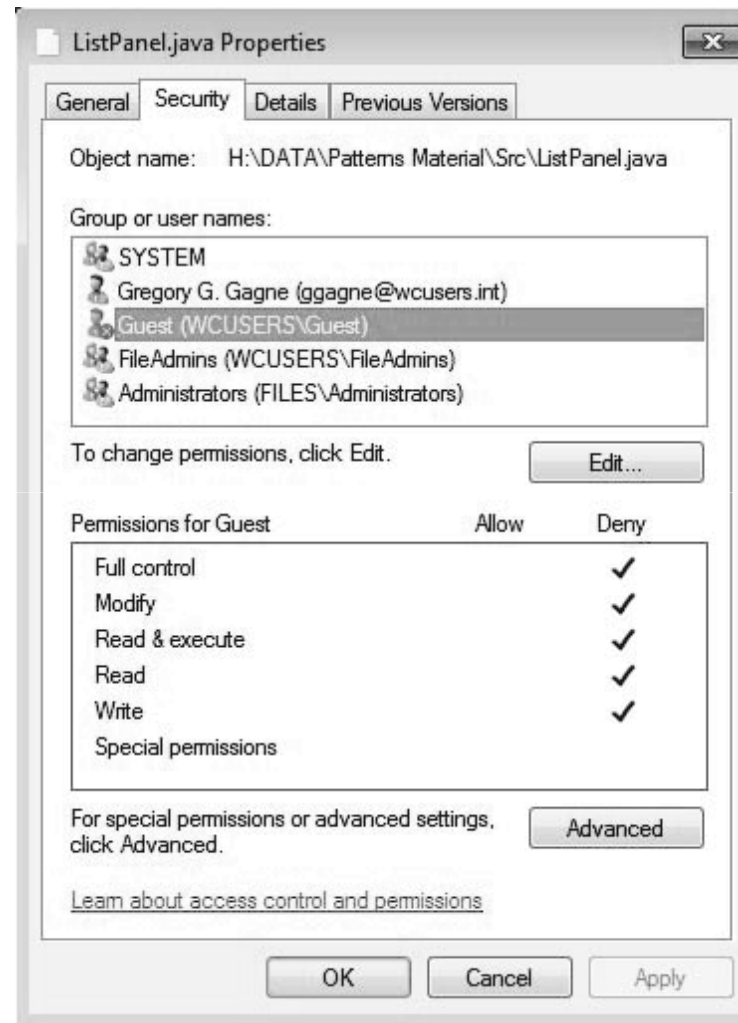 ListPanel.java Properties
General Security Details Previous Versions
Object name: H:\DATA\Patterns Material\Src\ListPanel.java
Group or user names:
SYSTEM
Gregory G. Gagne (ggagne@wcusers.int)
Guest (WCUSERS\Guest)
FileAdmins (WCUSERS\FileAdmins)
Administrators (FILES\Administrators)
To change permissions, click Edit. Edit...
Permissions for Guest Allow Deny
Full control
Modify
Read & execute
Read
Write
Special permissions
For special permissions or advanced settings, Advanced
click Advanced.
Learn about access control and permissions
OK Cancel Apply